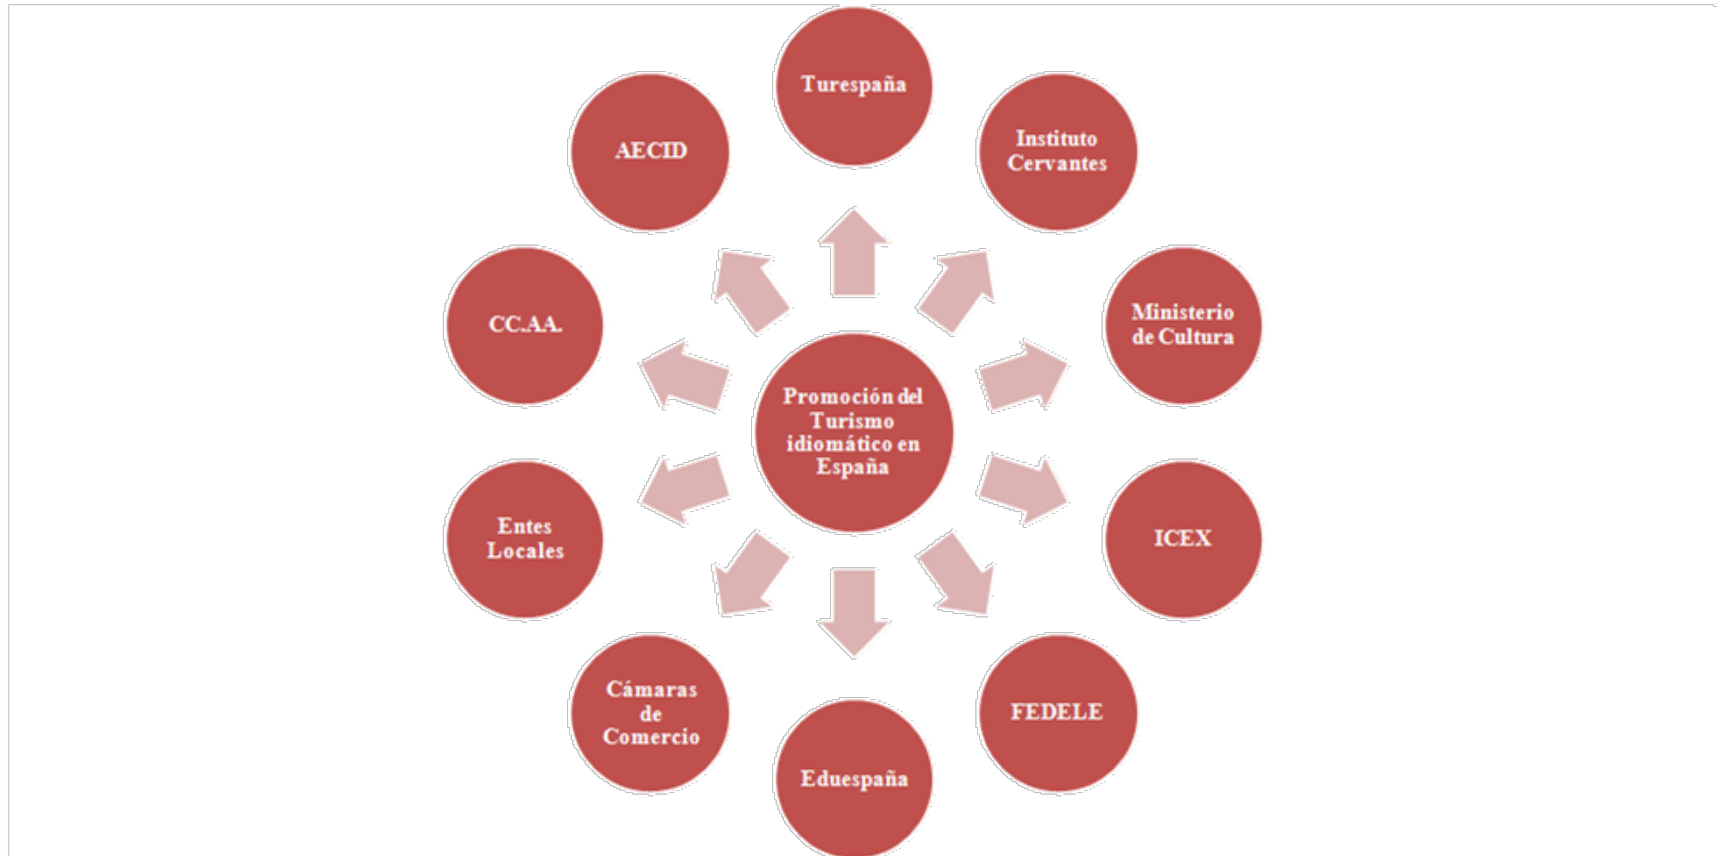 Turespaña
Instituto
Cervantes
Ministerio
de Cultura
ICEX
FEDELE
Eduespaña
Cámaras
de
Comercio
Entes
Locales
CC.AA.
AECID
Promoción del
Turismo
idiomático en
España